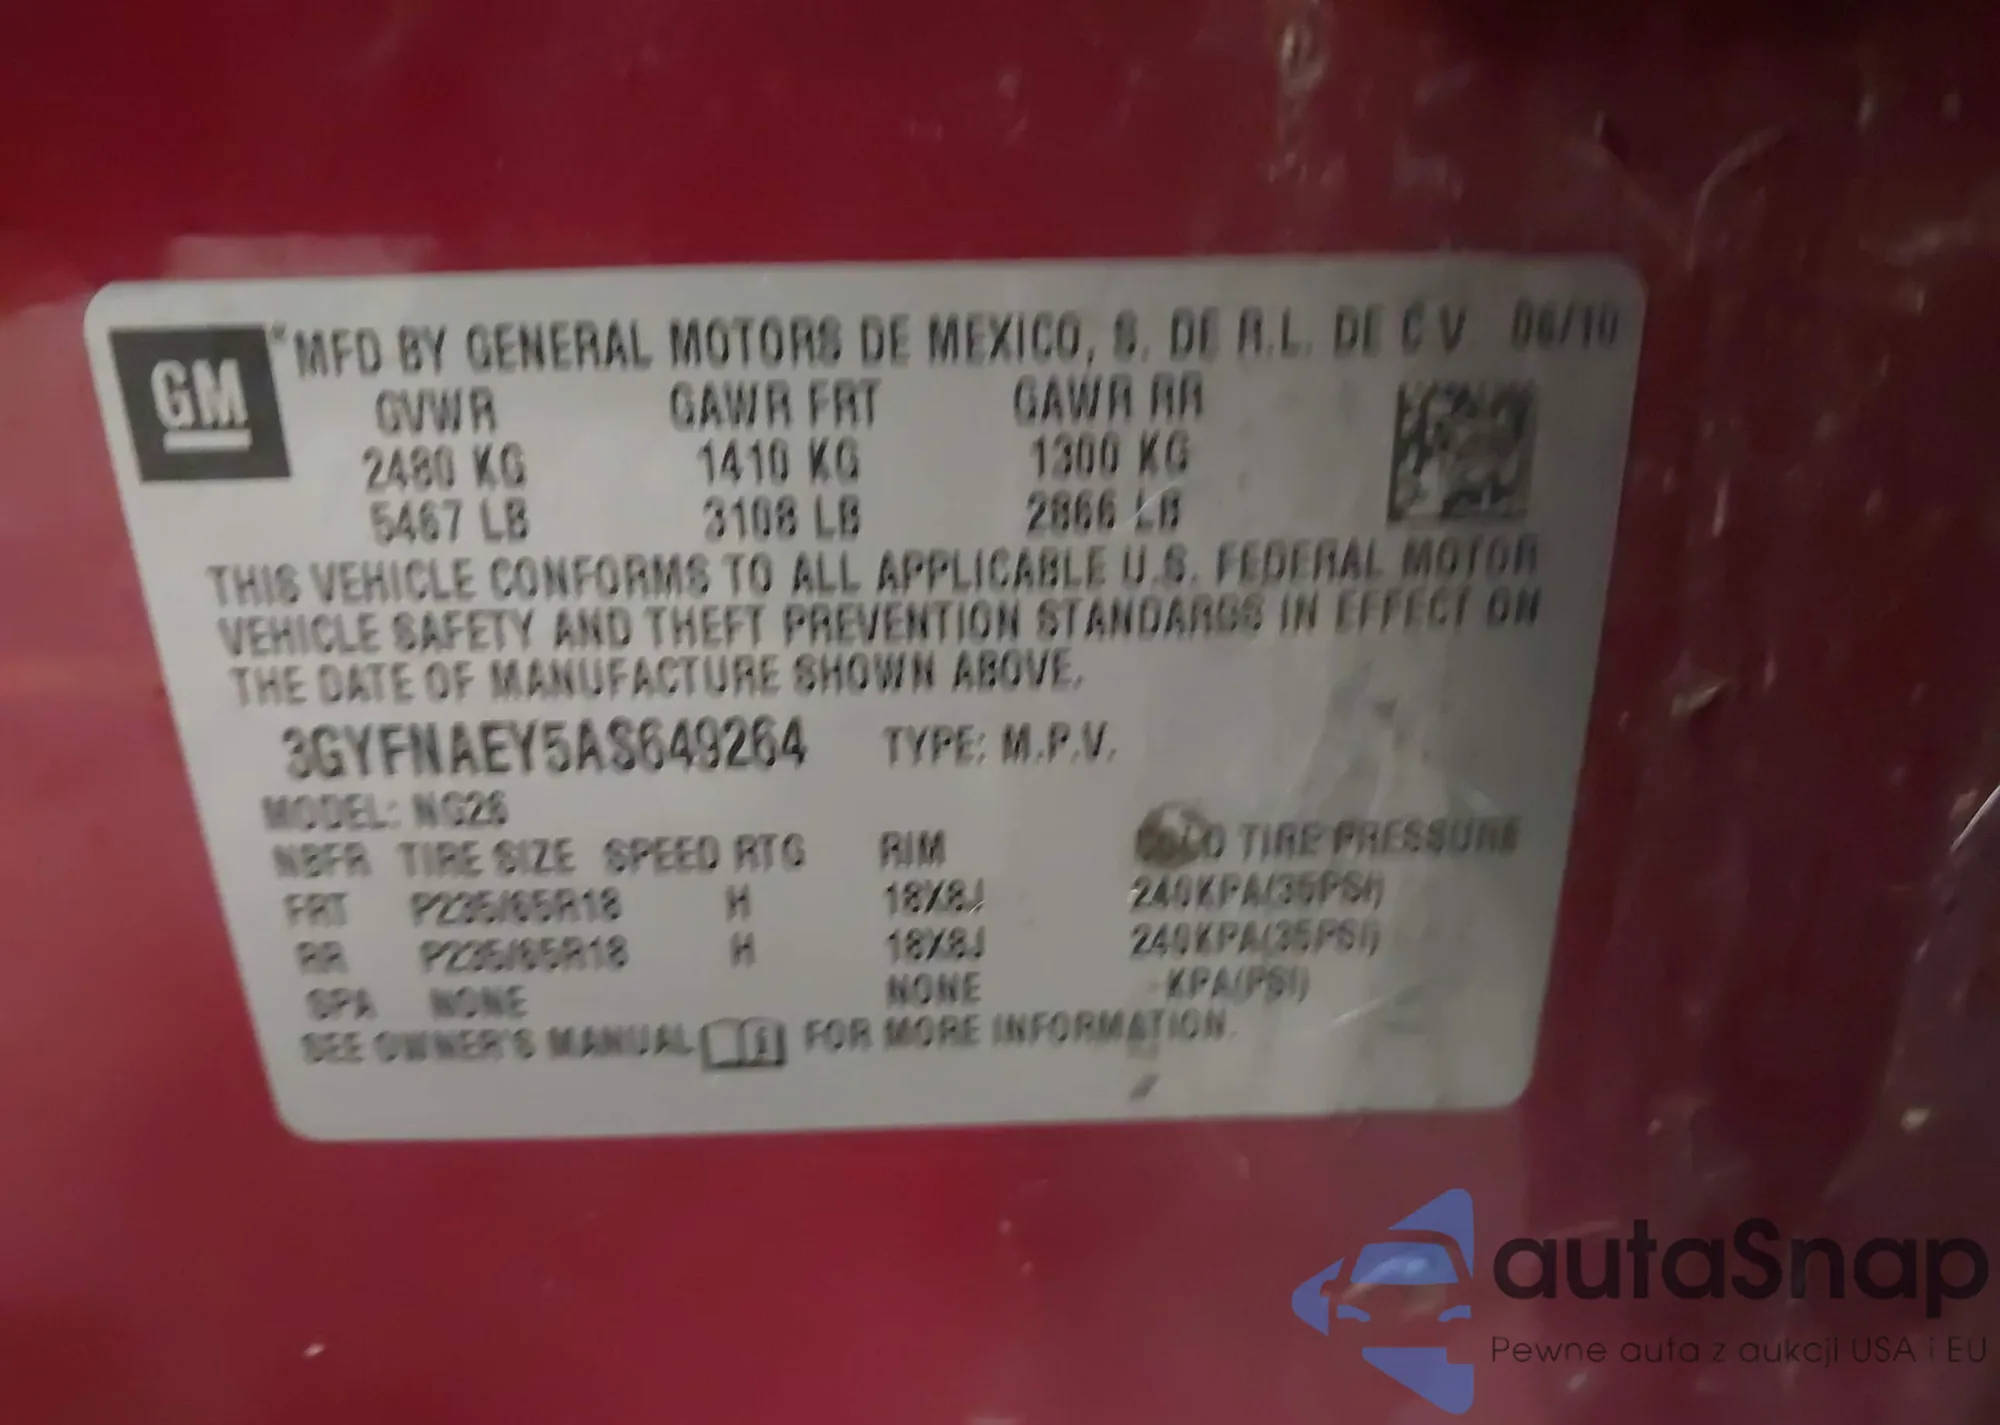 GM
*MFD BY GENERAL MOTORS DE MEXICO, S. DE R.L. DE C V 06/10
GVWR GAWR FRT GAWR RR
2480 KG 1410 KG 1300 KG
5467 LB 3108 LB 2866 LB
THIS VEHICLE CONFORMS TO ALL APPLICABLE U.S. FEDERAL MOTOR
VEHICLE SAFETY AND THEFT PREVENTION STANDARDS IN EFFECT ON
THE DATE OF MANUFACTURE SHOWN ABOVE.
3GYFNAEY5AS649264 TYPE: M.P.V.
MODEL: NG26
NBFR TIRE SIZE SPEED RTG RIM COLD TIRE PRESSURE
FRT P235/65R18 H 18X8J 240KPA(35PSI)
RR P235/65R18 H 18X8J 240KPA(35PSI)
SPA NONE NONE -KPA(PSI)
SEE OWNER'S MANUAL FOR MORE INFORMATION.
autaSnap
Pewne auta z aukcji USA i EU